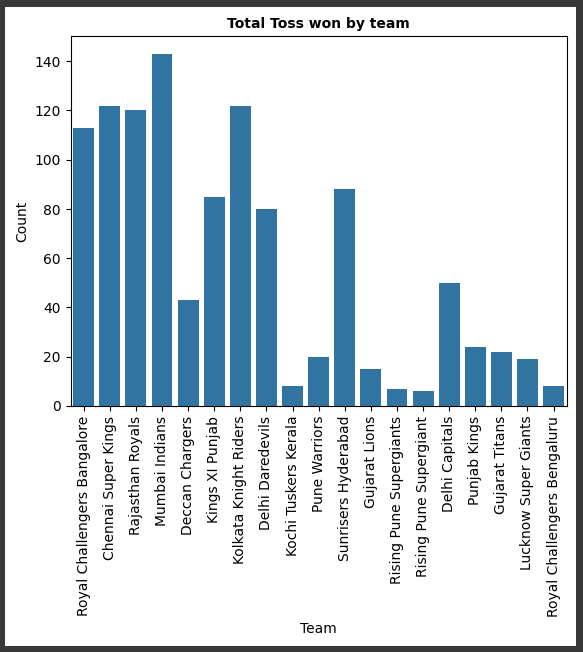 Total Toss won by team
Count
140
120
100
80
60
40
20
0
Royal Challengers Bangalore
Chennai Super Kings
Rajasthan Royals
Mumbai Indians
Deccan Chargers
Kings XI Punjab
Kolkata Knight Riders
Delhi Daredevils
Kochi Tuskers Kerala
Pune Warriors
Sunrisers Hyderabad
Gujarat Lions
Rising Pune Supergiants
Rising Pune Supergiant
Delhi Capitals
Punjab Kings
Gujarat Titans
Lucknow Super Giants
Royal Challengers Bengaluru
Team